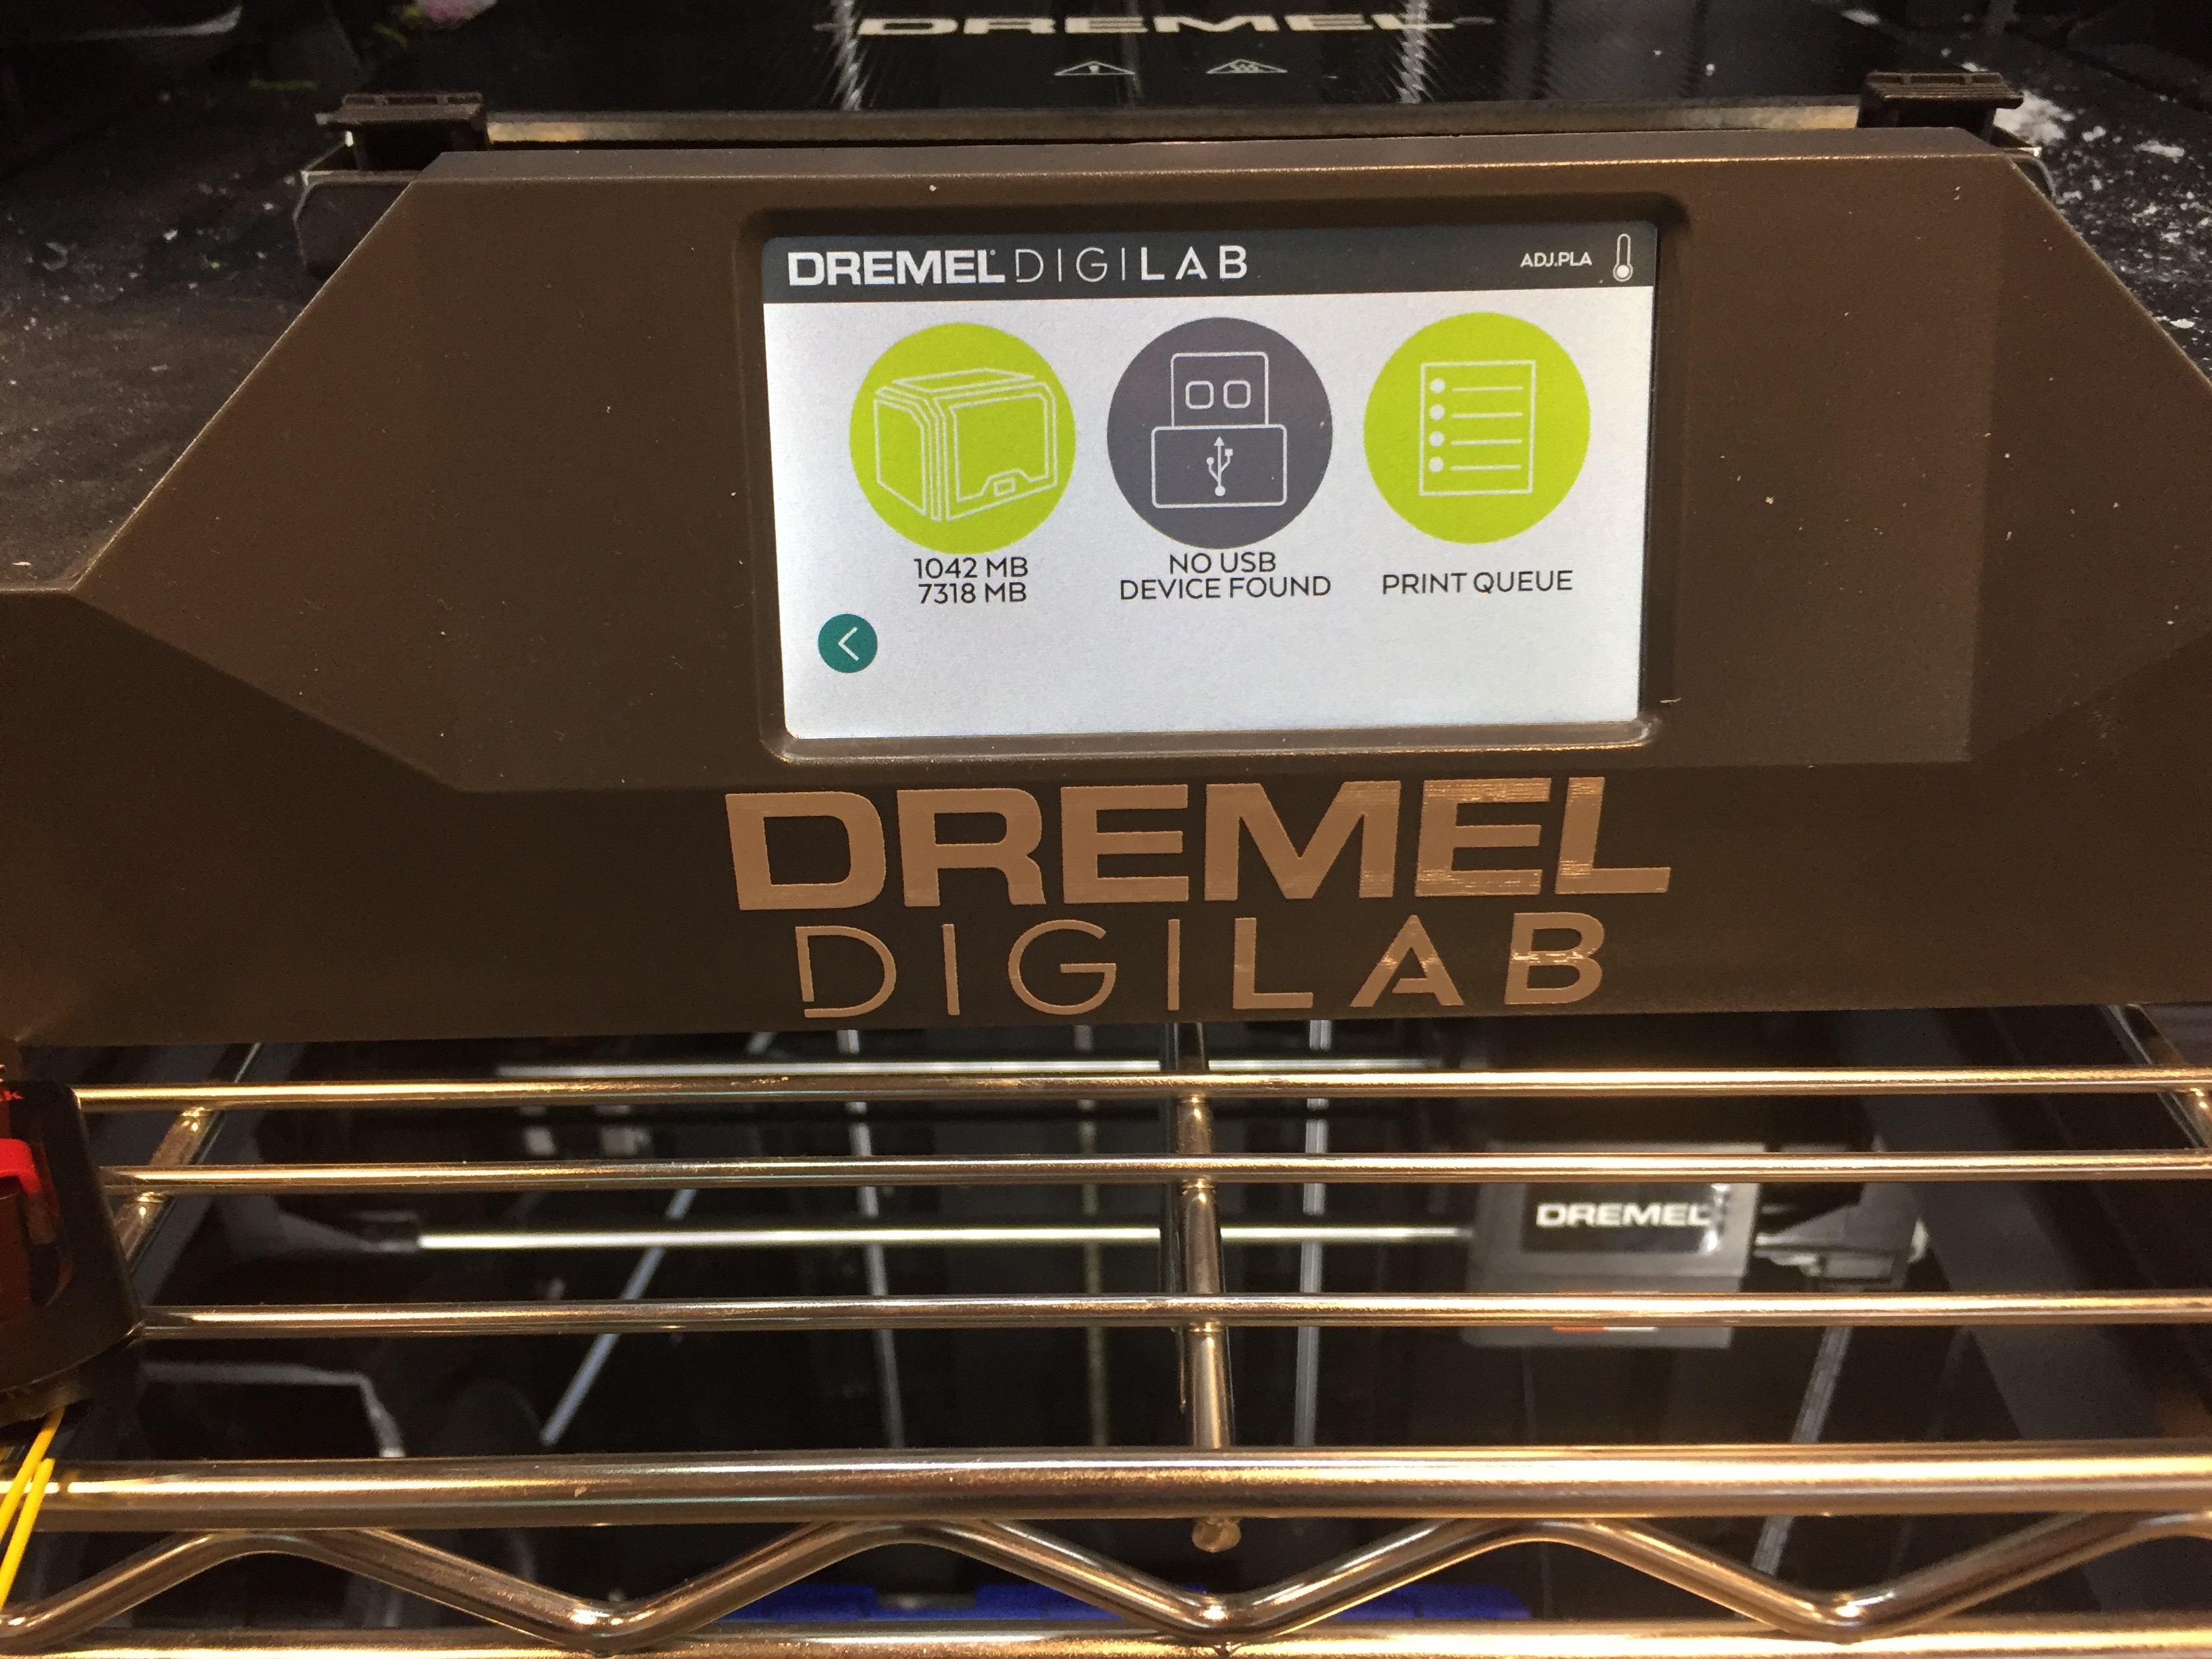 DREMEL
DREMEL DIGILAB
ADJ.PLA
1042 MB
7318 MB
NO USB
DEVICE FOUND
PRINT QUEUE
DREMEL
DIGILAB
DREMEL